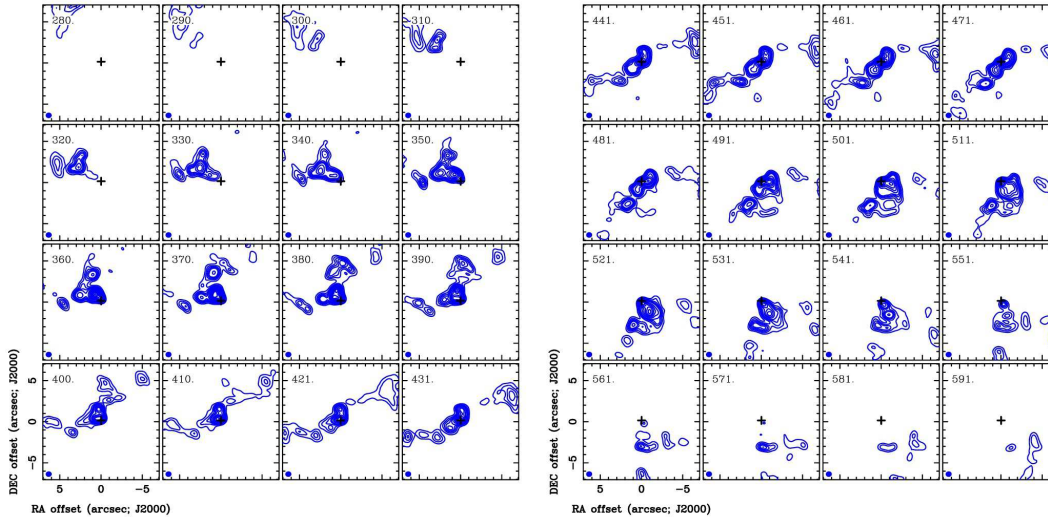 280. 290. 300. 310. 441. 451. 461. 471.
320. 330. 340. 350. 481. 491. 501. 511.
360. 370. 380. 390. 521. 531. 541. 551.
400. 410. 421. 431. 561. 571. 581. 591.
5 5
0 0
−5 −5
DEC offset (arcsec; J2000) DEC offset (arcsec; J2000)
5 0 −5 5 0 −5
RA offset (arcsec; J2000) RA offset (arcsec; J2000)